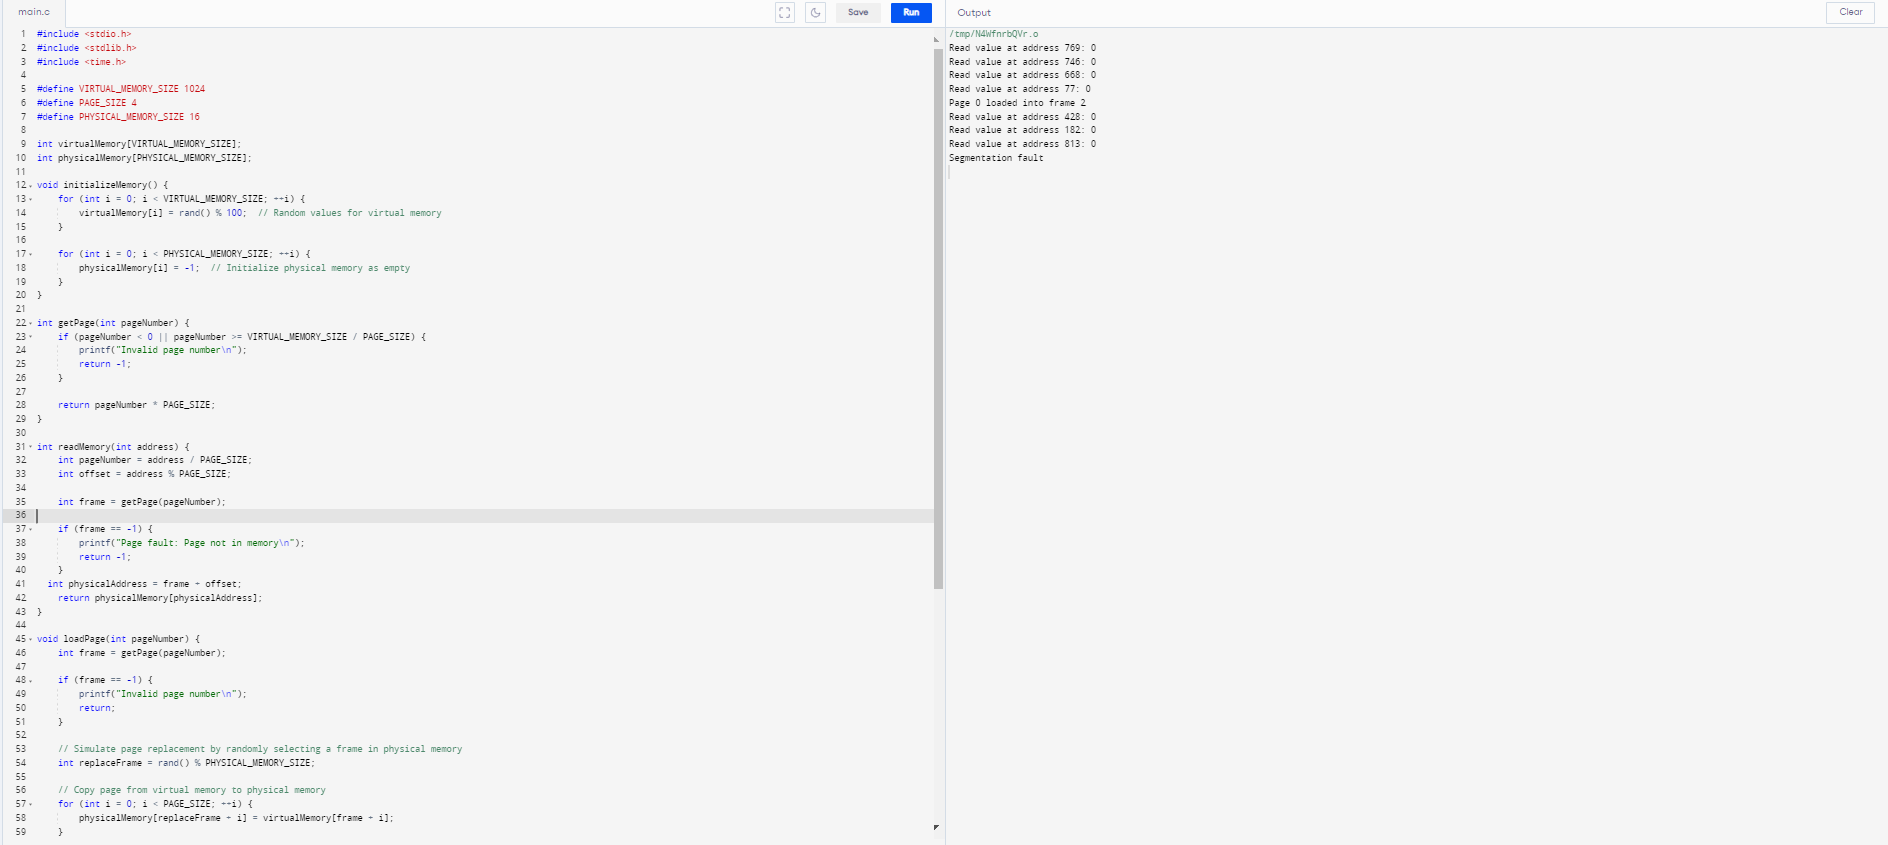 main.c
Save
Run
Output
Clear
1 #include <stdio.h>
2 #include <stdlib.h>
3 #include <time.h>
4
5 #define VIRTUAL_MEMORY_SIZE 1024
6 #define PAGE_SIZE 4
7 #define PHYSICAL_MEMORY_SIZE 16
8
9 int virtualMemory[VIRTUAL_MEMORY_SIZE];
10 int physicalMemory[PHYSICAL_MEMORY_SIZE];
11
12 void initializeMemory() {
13     for (int i = 0; i < VIRTUAL_MEMORY_SIZE; ++i) {
14         virtualMemory[i] = rand() % 100;  // Random values for virtual memory
15     }
16
17     for (int i = 0; i < PHYSICAL_MEMORY_SIZE; ++i) {
18         physicalMemory[i] = -1;  // Initialize physical memory as empty
19     }
20 }
21
22 int getPage(int pageNumber) {
23     if (pageNumber < 0 || pageNumber >= VIRTUAL_MEMORY_SIZE / PAGE_SIZE) {
24         printf("Invalid page number\n");
25         return -1;
26     }
27
28     return pageNumber * PAGE_SIZE;
29 }
30
31 int readMemory(int address) {
32     int pageNumber = address / PAGE_SIZE;
33     int offset = address % PAGE_SIZE;
34
35     int frame = getPage(pageNumber);
36
37     if (frame == -1) {
38         printf("Page fault: Page not in memory\n");
39         return -1;
40     }
41   int physicalAddress = frame + offset;
42     return physicalMemory[physicalAddress];
43 }
44
45 void loadPage(int pageNumber) {
46     int frame = getPage(pageNumber);
47
48     if (frame == -1) {
49         printf("Invalid page number\n");
50         return;
51     }
52
53     // Simulate page replacement by randomly selecting a frame in physical memory
54     int replaceFrame = rand() % PHYSICAL_MEMORY_SIZE;
55
56     // Copy page from virtual memory to physical memory
57     for (int i = 0; i < PAGE_SIZE; ++i) {
58         physicalMemory[replaceFrame + i] = virtualMemory[frame + i];
59     }
/tmp/N4WfnrbQVr.o
Read value at address 769: 0
Read value at address 746: 0
Read value at address 668: 0
Read value at address 77: 0
Page 0 loaded into frame 2
Read value at address 428: 0
Read value at address 182: 0
Read value at address 813: 0
Segmentation fault